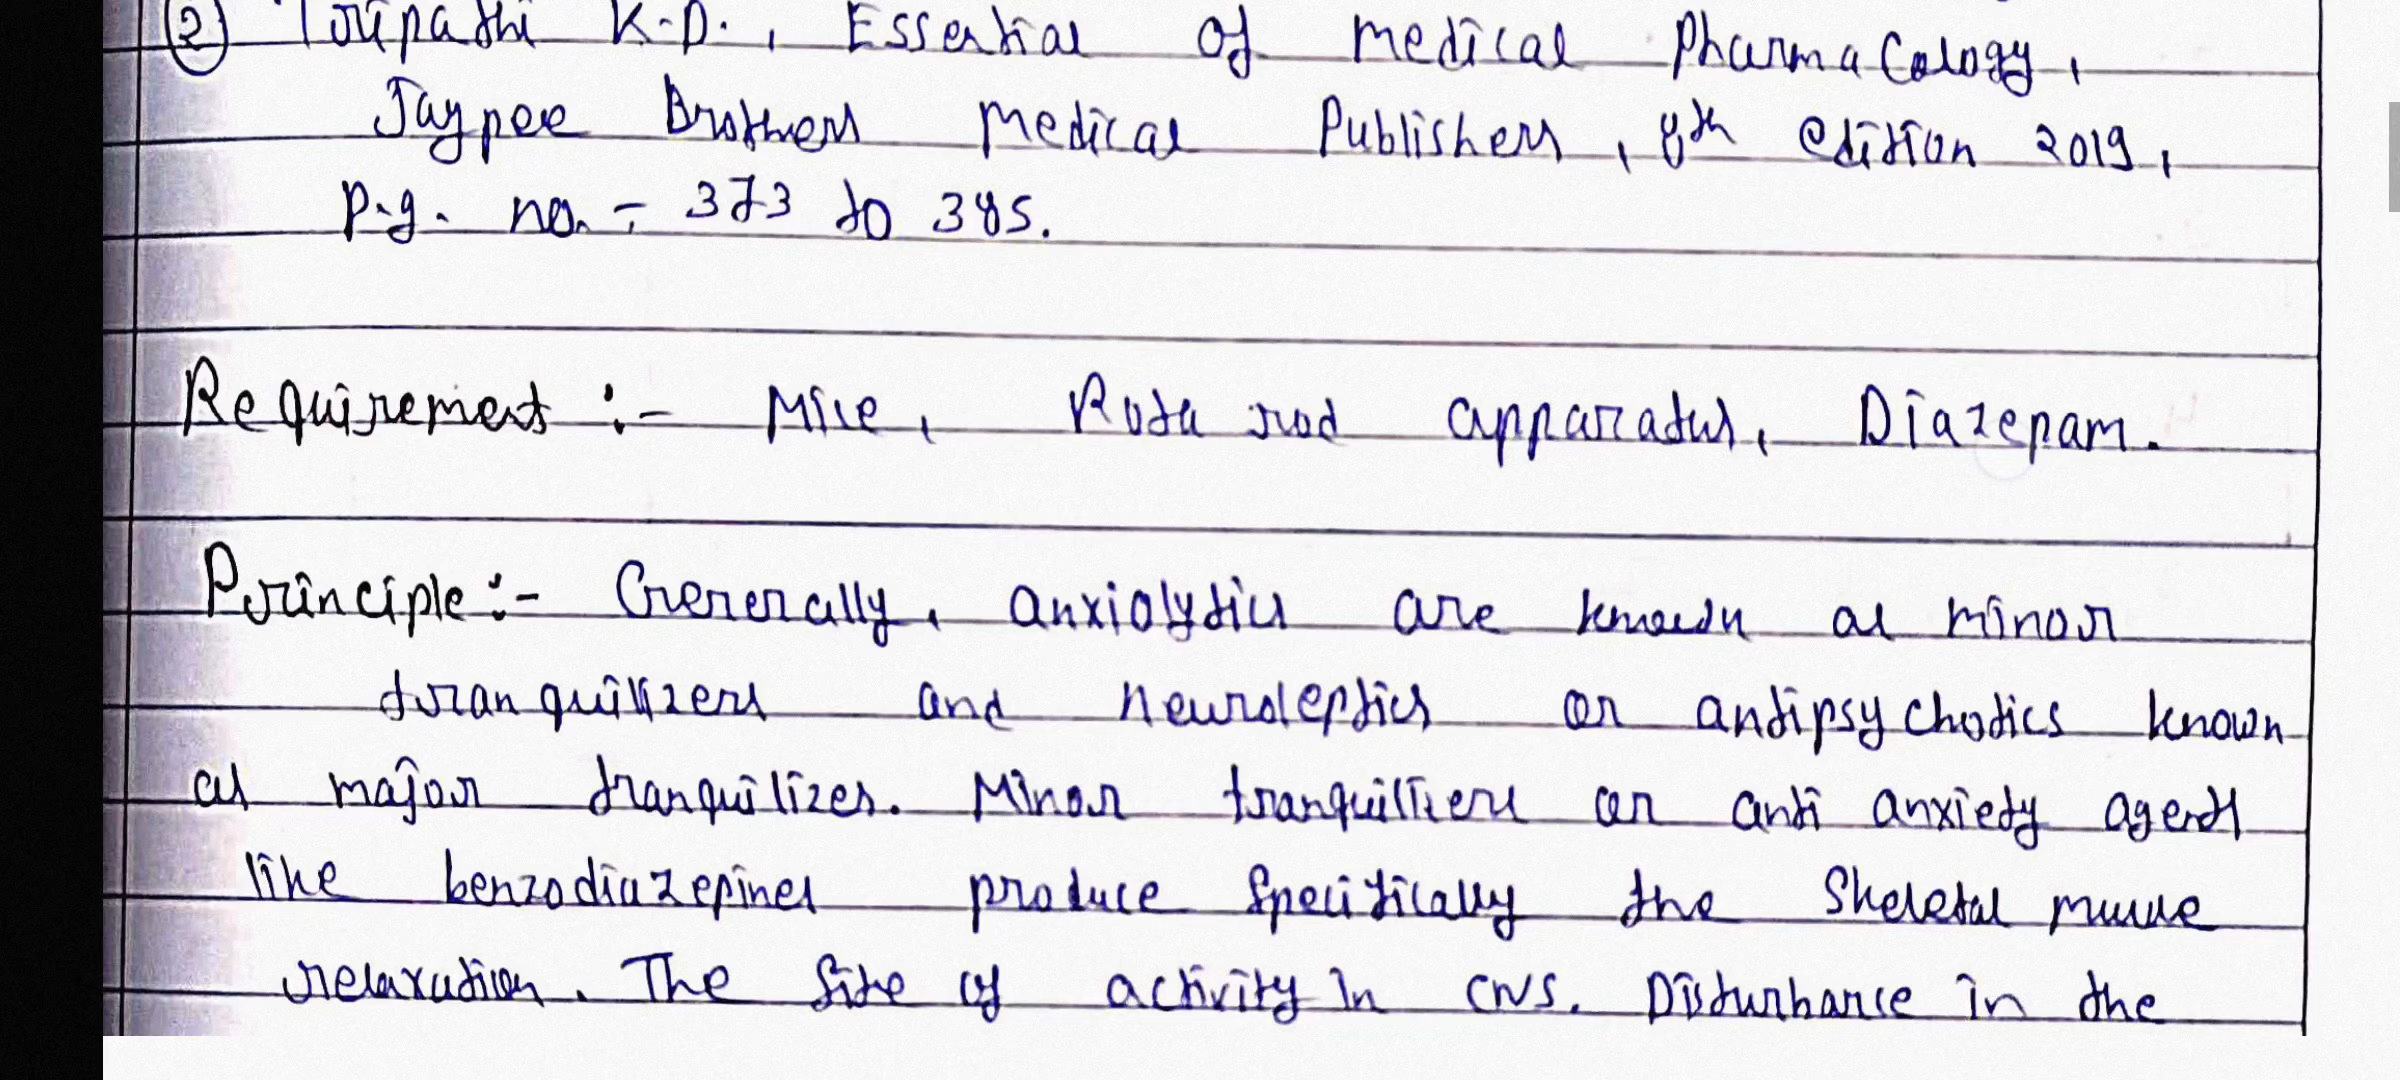 ② Tripathi K.D., Essential of medical Pharmacology,
Jaypee Brothers Medical Publishers, 8th edition 2019,
P.g. no. - 373 to 385.
Requirement :- Mice, Rota rod apparatus, Diazepam.
Principle :- Generally, anxiolytics are known as minor
tranquilizers and neuroleptics or antipsychotics known
as major tranquilizes. Minor tranquilizers or anti anxiety agents
like benzodiazepines produce specifically the skeletal muscle
relaxation. The site of activity in CNS. Disturbance in the